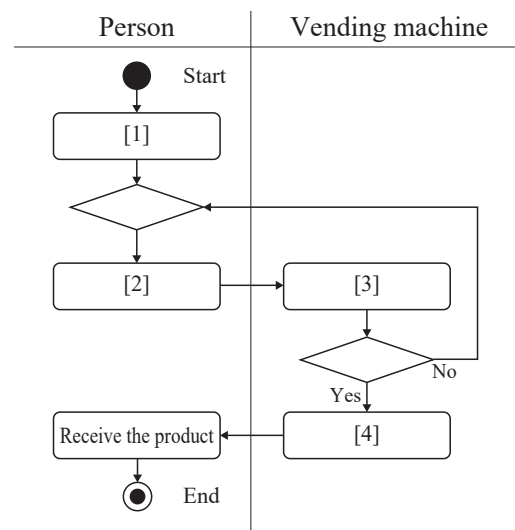 Person
Vending machine
Start
[1]
[2]
[3]
No
Yes
Receive the product
[4]
End